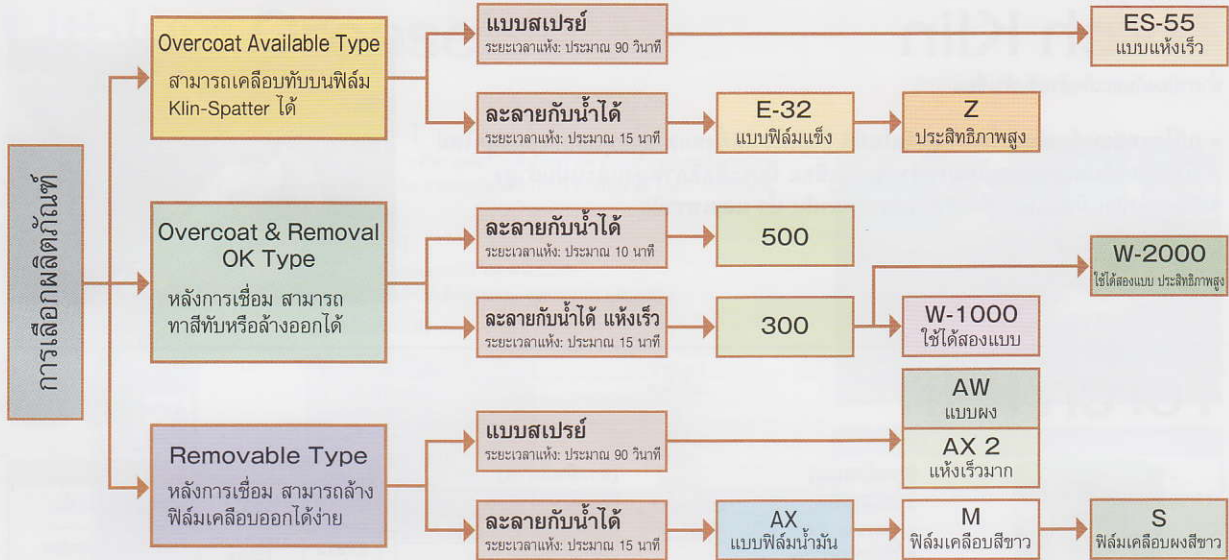 การเลือกผลิตภัณฑ์
Overcoat Available Type
สามารถเคลือบทับบนฟิล์ม
Klin-Spatter ได้
แบบสเปรย์
ระยะเวลาแห้ง: ประมาณ 90 วินาที
ES-55
แบบแห้งเร็ว
ละลายกับน้ำได้
ระยะเวลาแห้ง: ประมาณ 15 นาที
E-32
แบบฟิล์มแข็ง
Z
ประสิทธิภาพสูง
Overcoat & Removal
OK Type
หลังการเชื่อม สามารถ
ทาสีทับหรือล้างออกได้
ละลายกับน้ำได้
ระยะเวลาแห้ง: ประมาณ 10 นาที
500
ละลายกับน้ำได้ แห้งเร็ว
ระยะเวลาแห้ง: ประมาณ 15 นาที
300
W-2000
ใช้ได้สองแบบ ประสิทธิภาพสูง
W-1000
ใช้ได้สองแบบ
Removable Type
หลังการเชื่อม สามารถล้าง
ฟิล์มเคลือบออกได้ง่าย
แบบสเปรย์
ระยะเวลาแห้ง: ประมาณ 90 วินาที
AW
แบบผง
AX 2
แห้งเร็วมาก
ละลายกับน้ำได้
ระยะเวลาแห้ง: ประมาณ 15 นาที
AX
แบบฟิล์มน้ำมัน
M
ฟิล์มเคลือบสีขาว
S
ฟิล์มเคลือบผงสีขาว